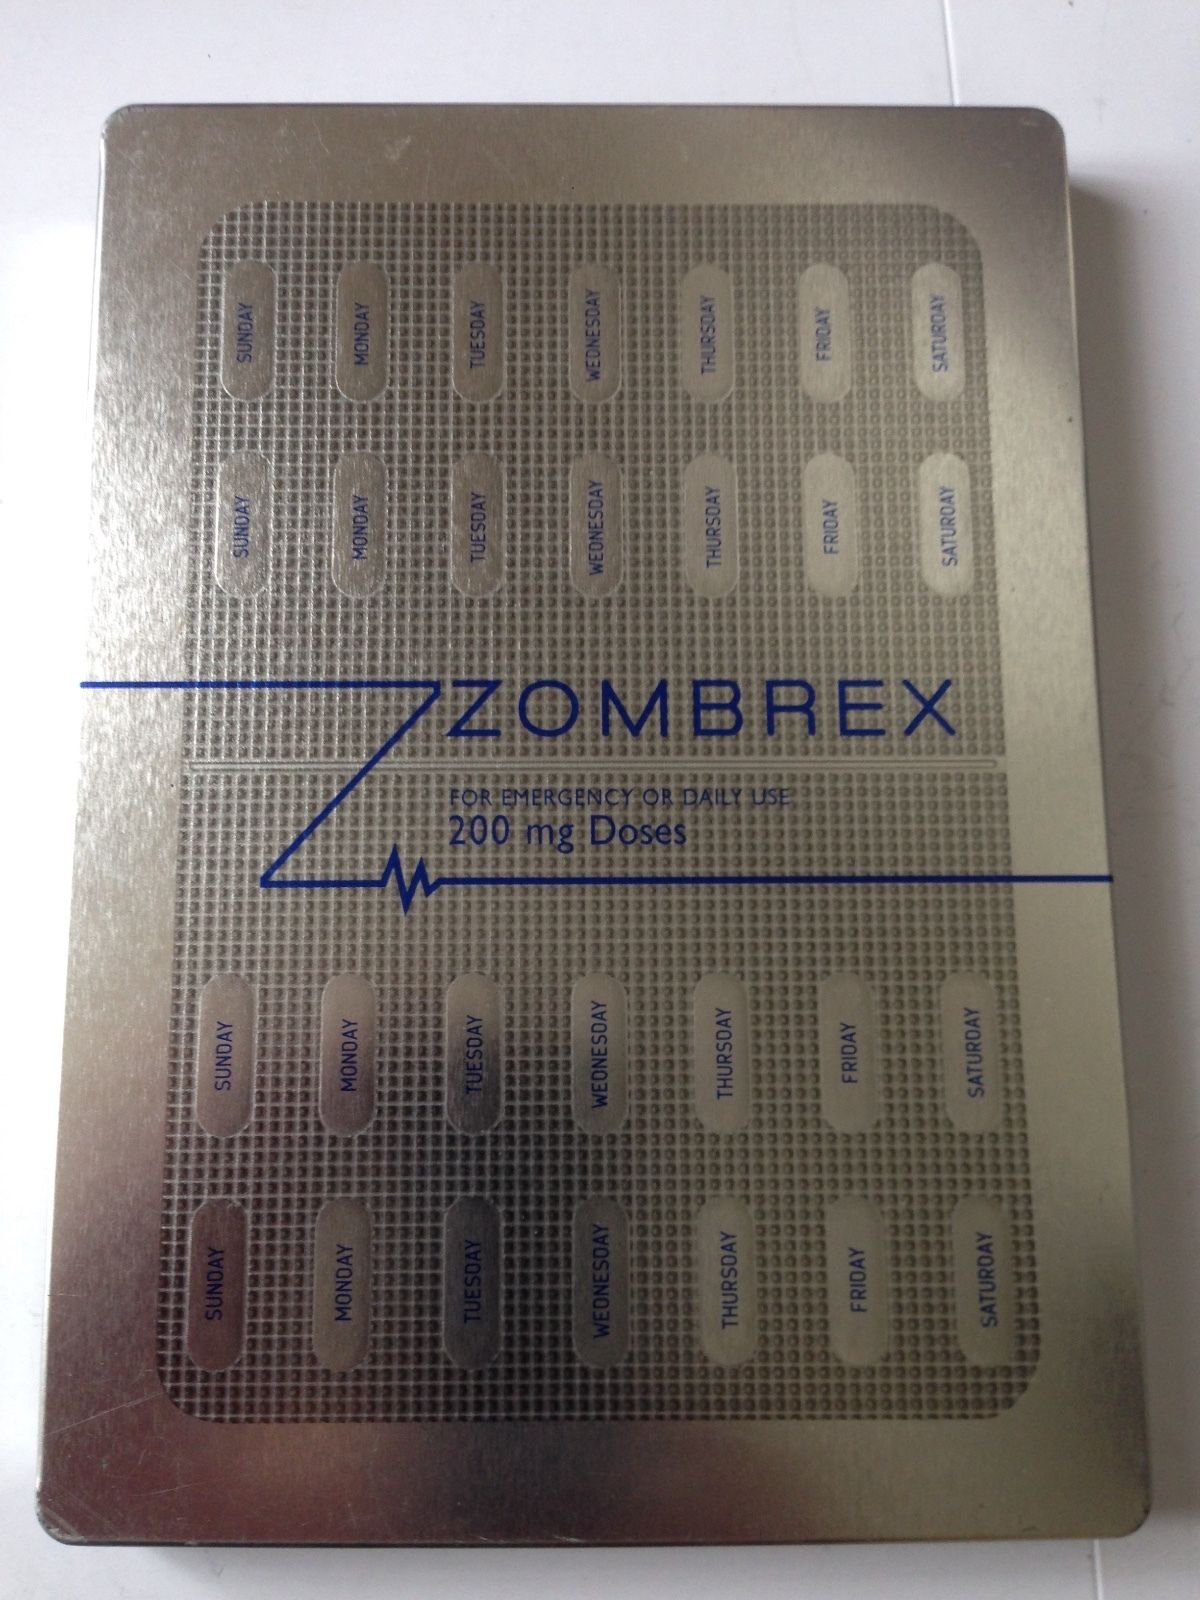 SUNDAY MONDAY TUESDAY WEDNESDAY THURSDAY FRIDAY SATURDAY
SUNDAY MONDAY TUESDAY WEDNESDAY THURSDAY FRIDAY SATURDAY
ZOMBREX
FOR EMERGENCY OR DAILY USE
200 mg Doses
SUNDAY MONDAY TUESDAY WEDNESDAY THURSDAY FRIDAY SATURDAY
SUNDAY MONDAY TUESDAY WEDNESDAY THURSDAY FRIDAY SATURDAY